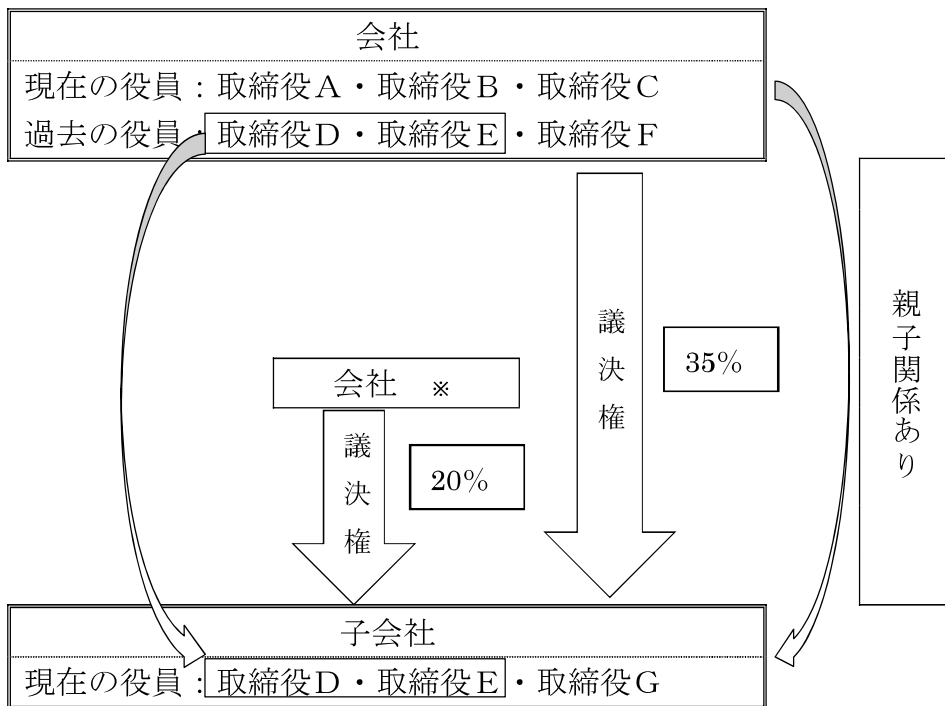 会社
現在の役員：取締役A・取締役B・取締役C
過去の役員：取締役D・取締役E・取締役F
議決権
35%
親子関係あり
会社 ※
議決権
20%
子会社
現在の役員：取締役D・取締役E・取締役G